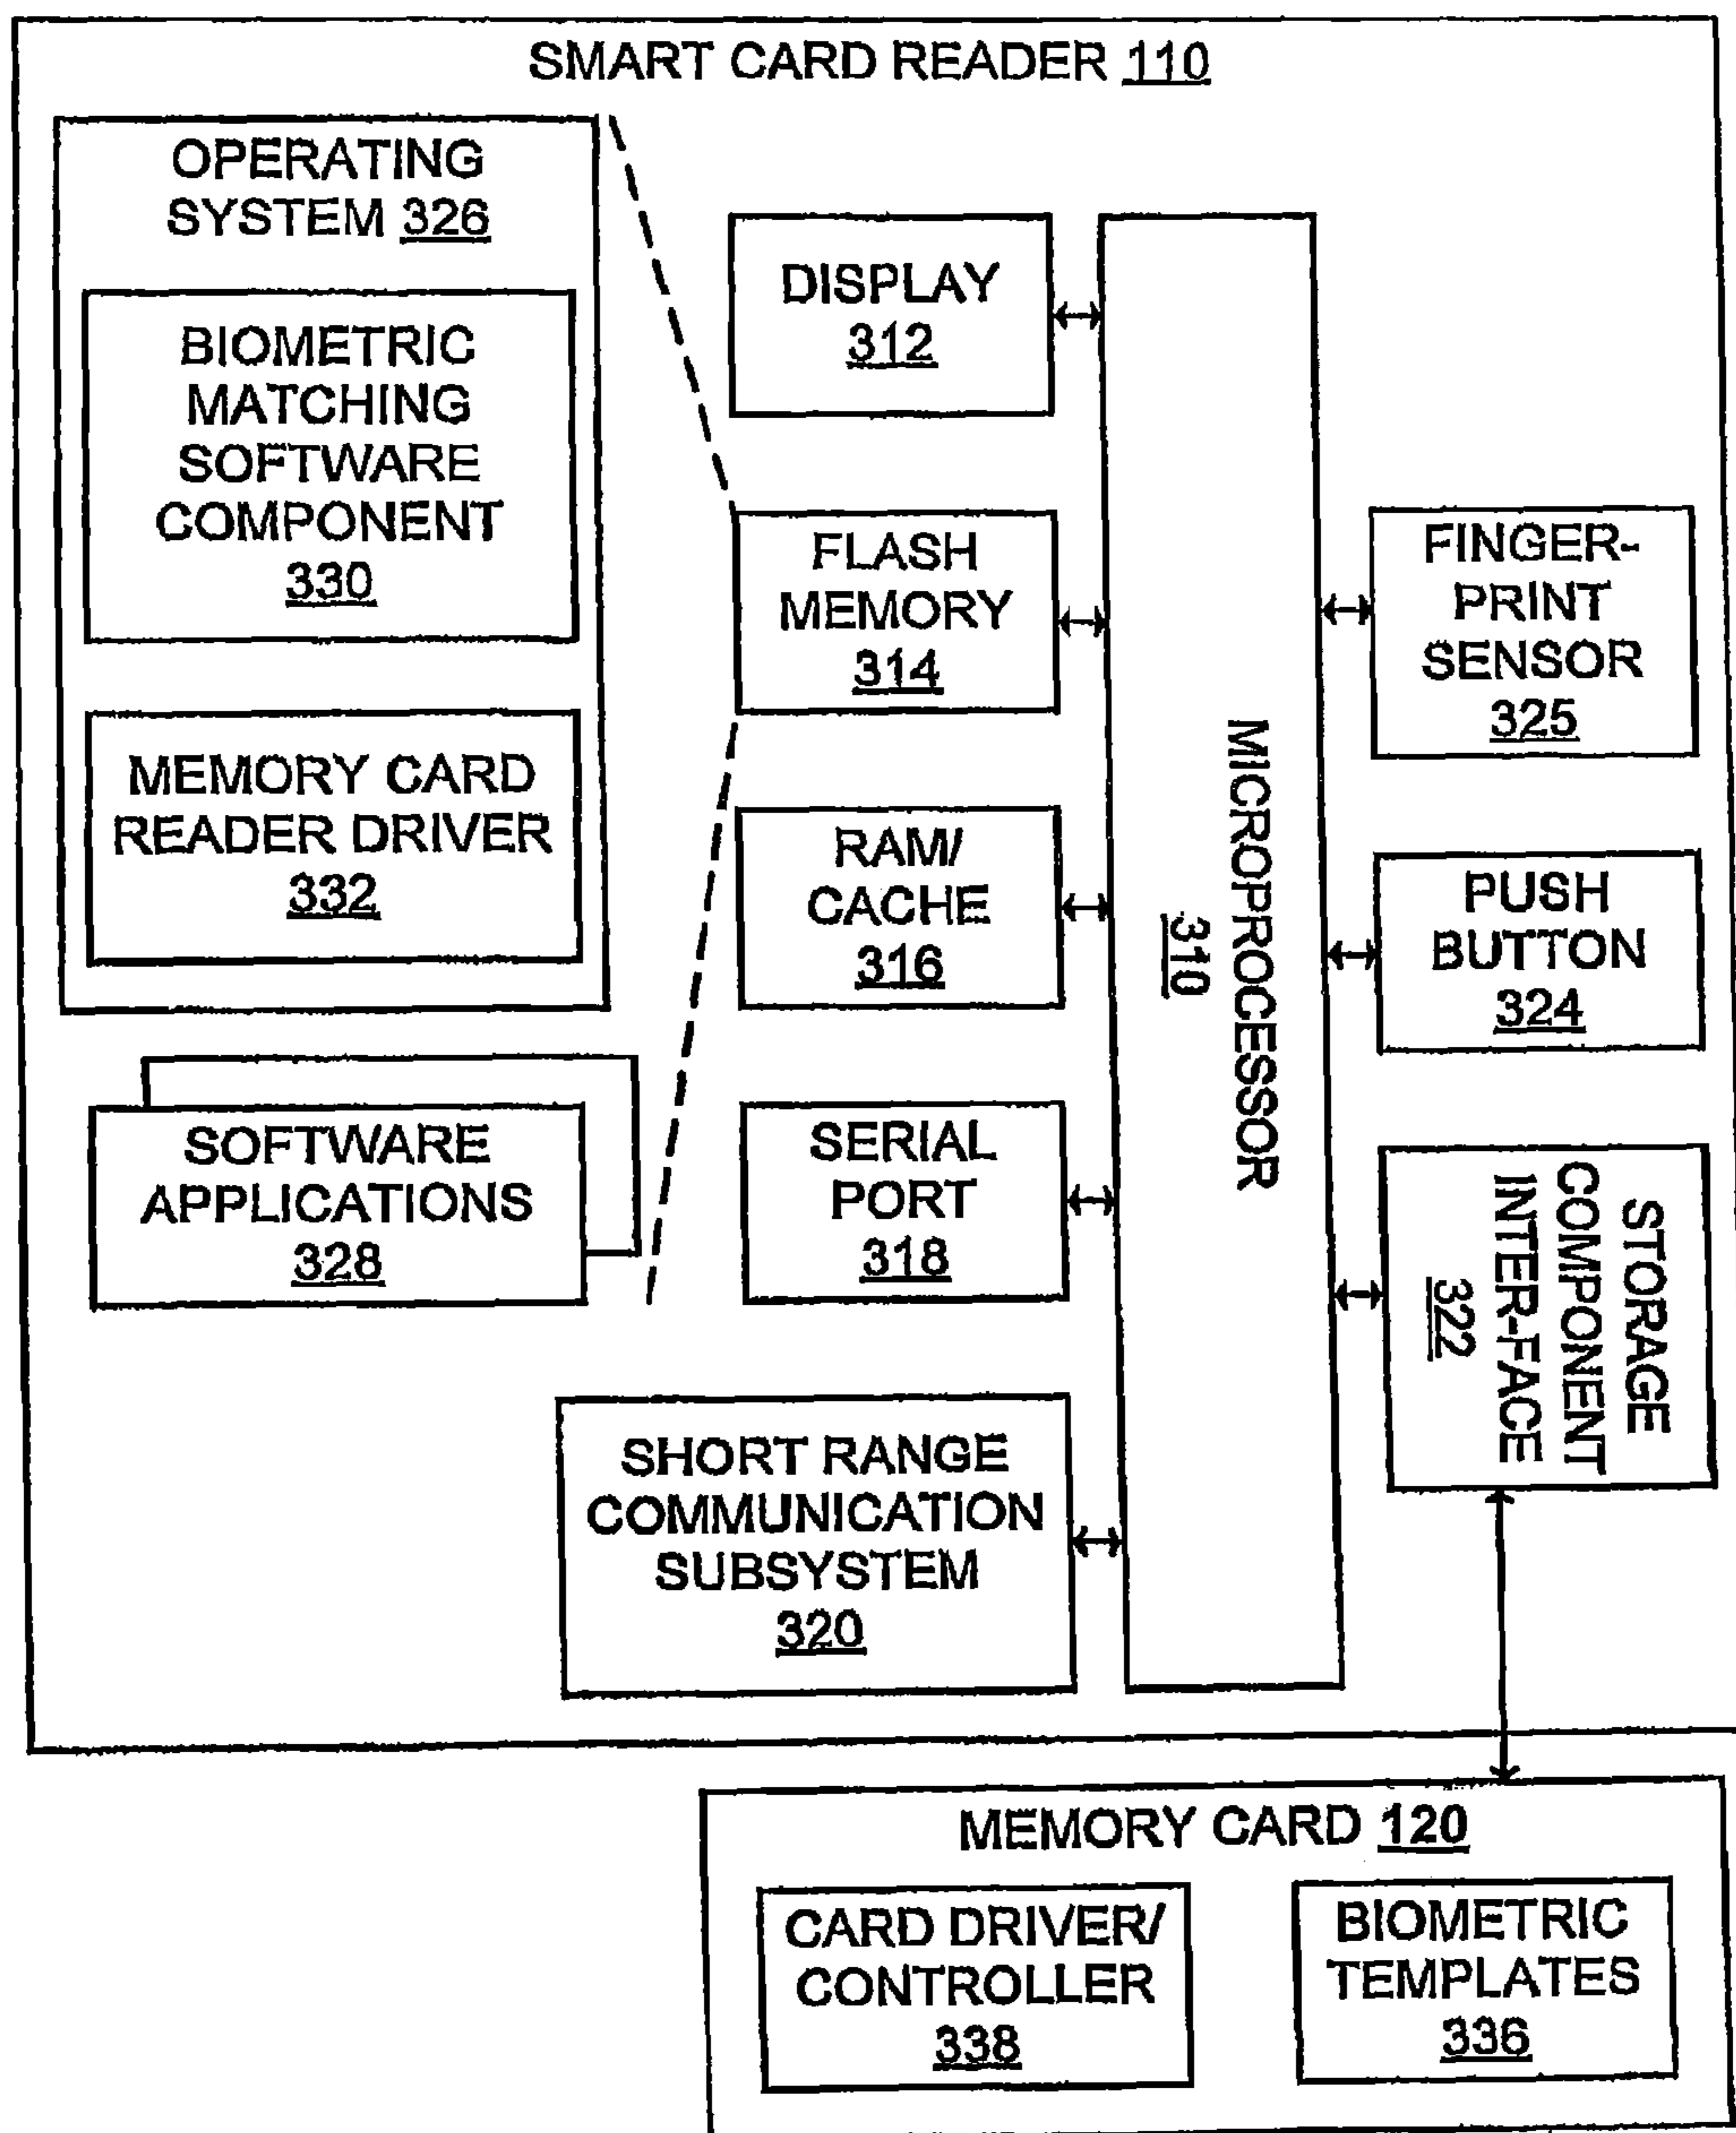 SMART CARD READER 110
OPERATING
SYSTEM 326
BIOMETRIC
MATCHING
SOFTWARE
COMPONENT
330
MEMORY CARD
READER DRIVER
332
SOFTWARE
APPLICATIONS
328
DISPLAY
312
FLASH
MEMORY
314
RAM/
CACHE
316
SERIAL
PORT
318
SHORT RANGE
COMMUNICATION
SUBSYSTEM
320
MICROPROCESSOR
310
FINGER-
PRINT
SENSOR
325
PUSH
BUTTON
324
STORAGE
COMPONENT
INTER-FACE
322
MEMORY CARD 120
CARD DRIVER/
CONTROLLER
338
BIOMETRIC
TEMPLATES
336